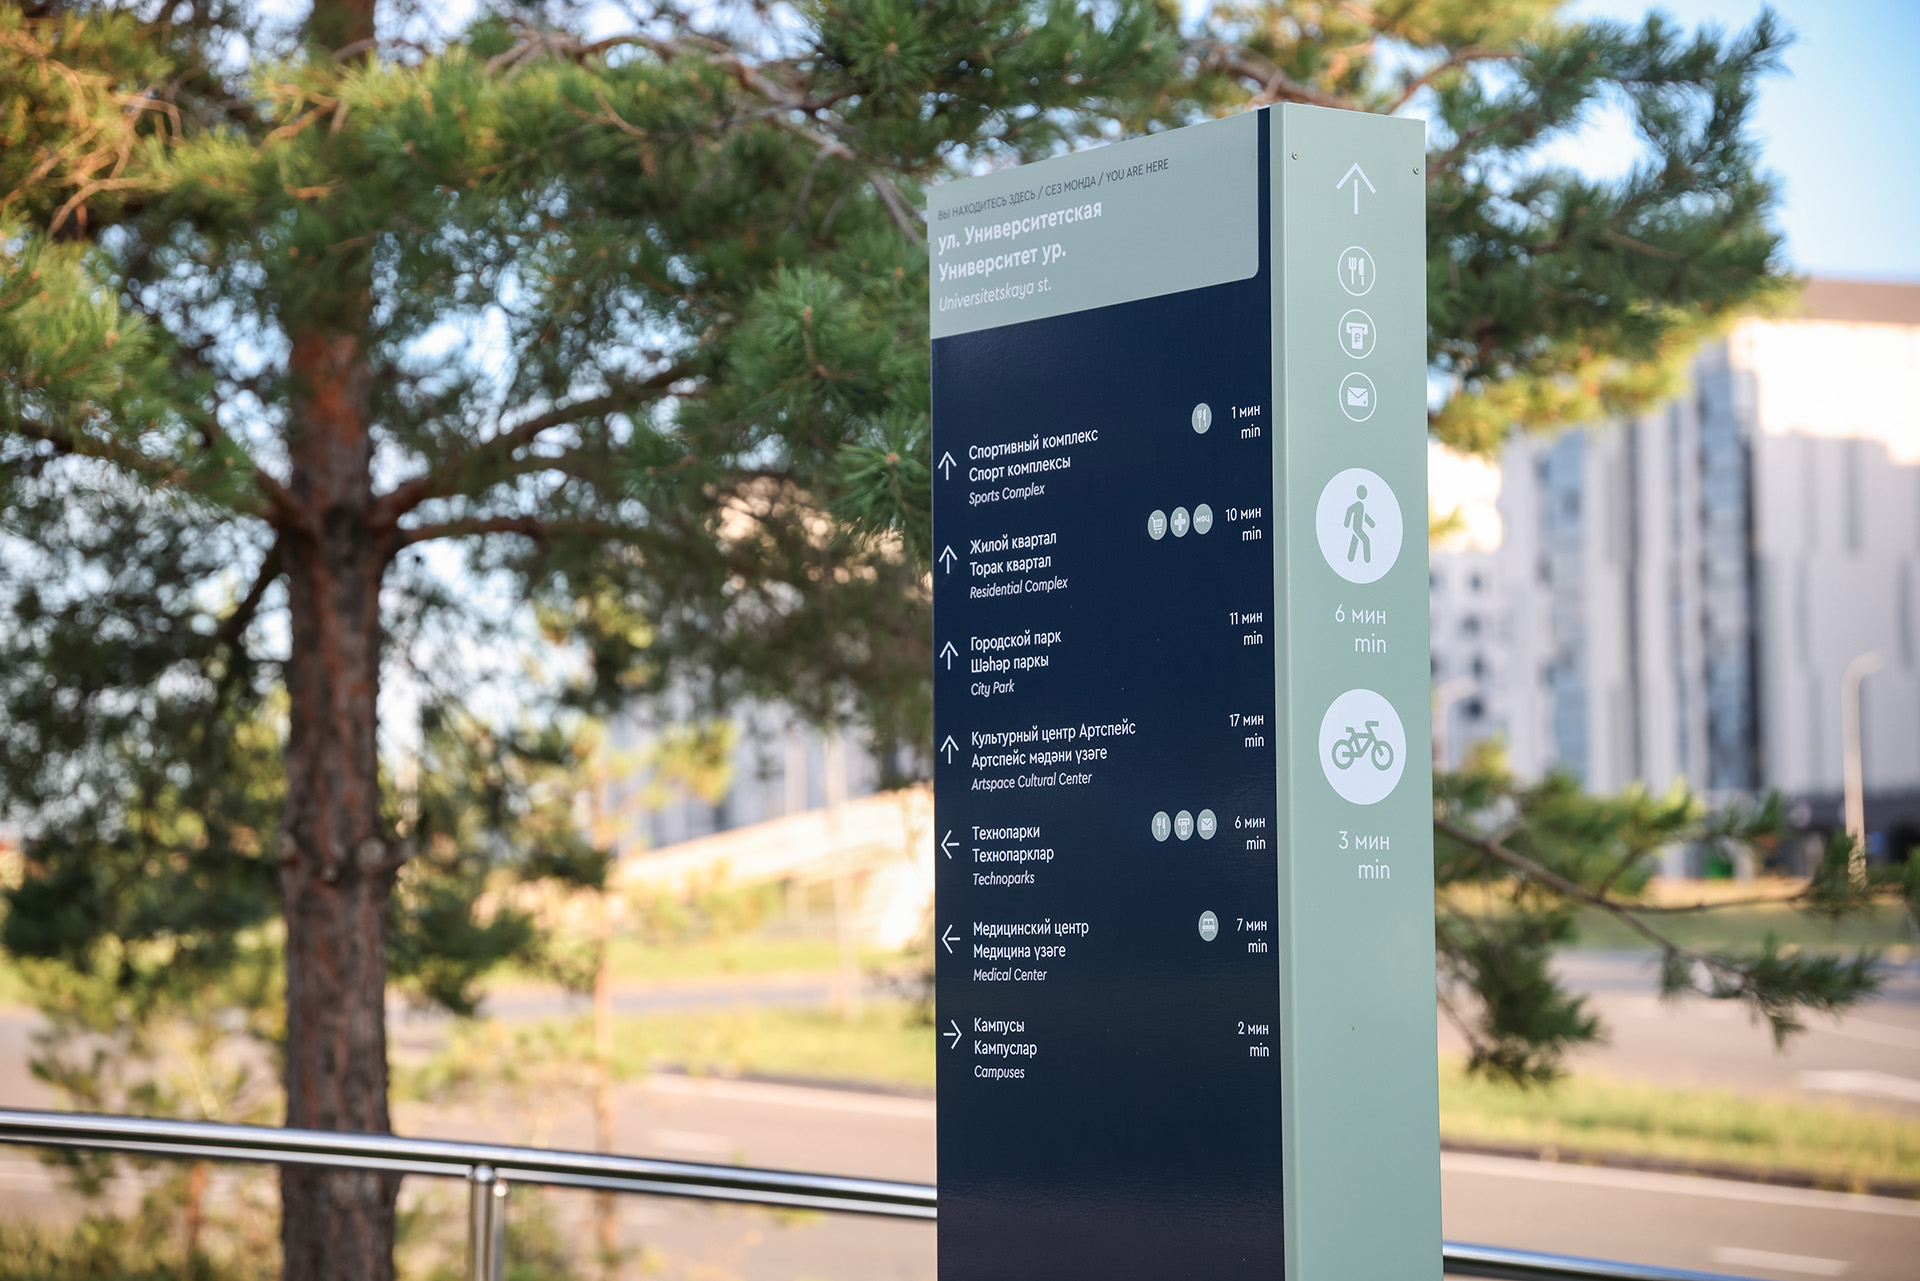 ВЫ НАХОДИТЕСЬ ЗДЕСЬ / СЕЗ МОНДА / YOU ARE HERE
ул. Университетская
Университет ур.
Universitetskaya st.
Спортивный комплекс
Спорт комплексы
Sports Complex
1 мин
min
Жилой квартал
Торак квартал
Residential Complex
МФЦ
10 мин
min
Городской парк
Шәһәр паркы
City Park
11 мин
min
Культурный центр Артспейс
Артспейс мәдәни үзәге
Artspace Cultural Center
17 мин
min
Технопарки
Технопарклар
Technoparks
6 мин
min
Медицинский центр
Медицина үзәге
Medical Center
7 мин
min
Кампусы
Кампуслар
Campuses
2 мин
min
6 мин
min
3 мин
min